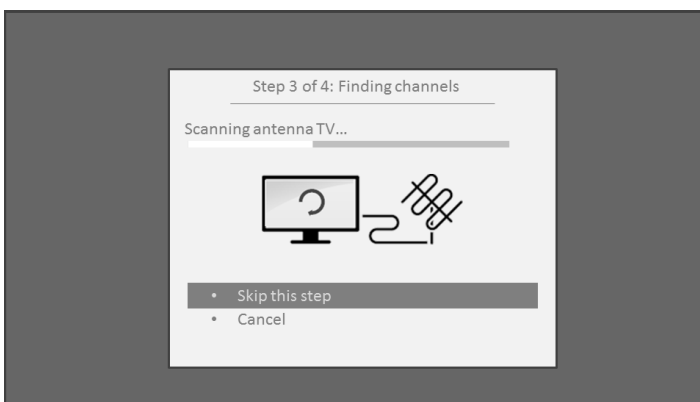 Step 3 of 4: Finding channels
Scanning antenna TV...
• Skip this step
• Cancel